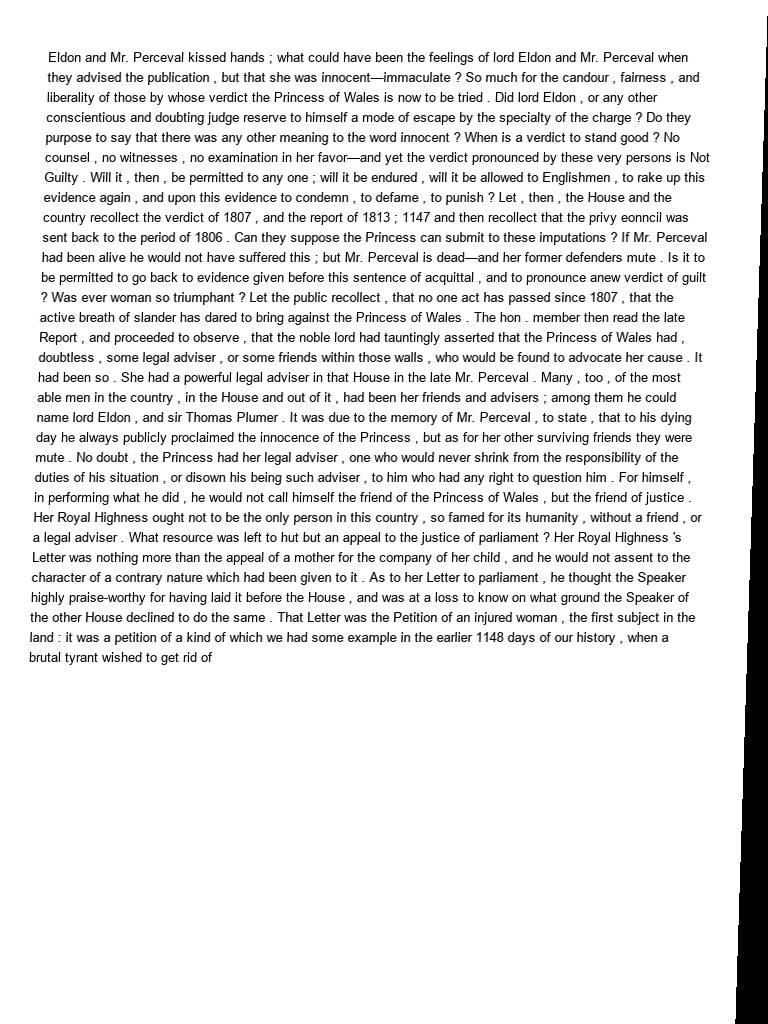 Eldon and Mr. Perceval kissed hands ; what could have been the feelings of lord Eldon and Mr. Perceval when
they advised the publication , but that she was innocent—immaculate ? So much for the candour , fairness , and
liberality of those by whose verdict the Princess of Wales is now to be tried . Did lord Eldon , or any other
conscientious and doubting judge reserve to himself a mode of escape by the specialty of the charge ? Do they
purpose to say that there was any other meaning to the word innocent ? When is a verdict to stand good ? No
counsel , no witnesses , no examination in her favor—and yet the verdict pronounced by these very persons is Not
Guilty . Will it , then , be permitted to any one ; will it be endured , will it be allowed to Englishmen , to rake up this
evidence again , and upon this evidence to condemn , to defame , to punish ? Let , then , the House and the
country recollect the verdict of 1807 , and the report of 1813 ; 1147 and then recollect that the privy eonncil was
sent back to the period of 1806 . Can they suppose the Princess can submit to these imputations ? If Mr. Perceval
had been alive he would not have suffered this ; but Mr. Perceval is dead—and her former defenders mute . Is it to
be permitted to go back to evidence given before this sentence of acquittal , and to pronounce anew verdict of guilt
? Was ever woman so triumphant ? Let the public recollect , that no one act has passed since 1807 , that the
active breath of slander has dared to bring against the Princess of Wales . The hon . member then read the late
Report , and proceeded to observe , that the noble lord had tauntingly asserted that the Princess of Wales had ,
doubtless , some legal adviser , or some friends within those walls , who would be found to advocate her cause . It
had been so . She had a powerful legal adviser in that House in the late Mr. Perceval . Many , too , of the most
able men in the country , in the House and out of it , had been her friends and advisers ; among them he could
name lord Eldon , and sir Thomas Plumer . It was due to the memory of Mr. Perceval , to state , that to his dying
day he always publicly proclaimed the innocence of the Princess , but as for her other surviving friends they were
mute . No doubt , the Princess had her legal adviser , one who would never shrink from the responsibility of the
duties of his situation , or disown his being such adviser , to him who had any right to question him . For himself ,
in performing what he did , he would not call himself the friend of the Princess of Wales , but the friend of justice .
Her Royal Highness ought not to be the only person in this country , so famed for its humanity , without a friend , or
a legal adviser . What resource was left to hut but an appeal to the justice of parliament ? Her Royal Highness 's
Letter was nothing more than the appeal of a mother for the company of her child , and he would not assent to the
character of a contrary nature which had been given to it . As to her Letter to parliament , he thought the Speaker
highly praise-worthy for having laid it before the House , and was at a loss to know on what ground the Speaker of
the other House declined to do the same . That Letter was the Petition of an injured woman , the first subject in the
land : it was a petition of a kind of which we had some example in the earlier 1148 days of our history , when a
brutal tyrant wished to get rid of